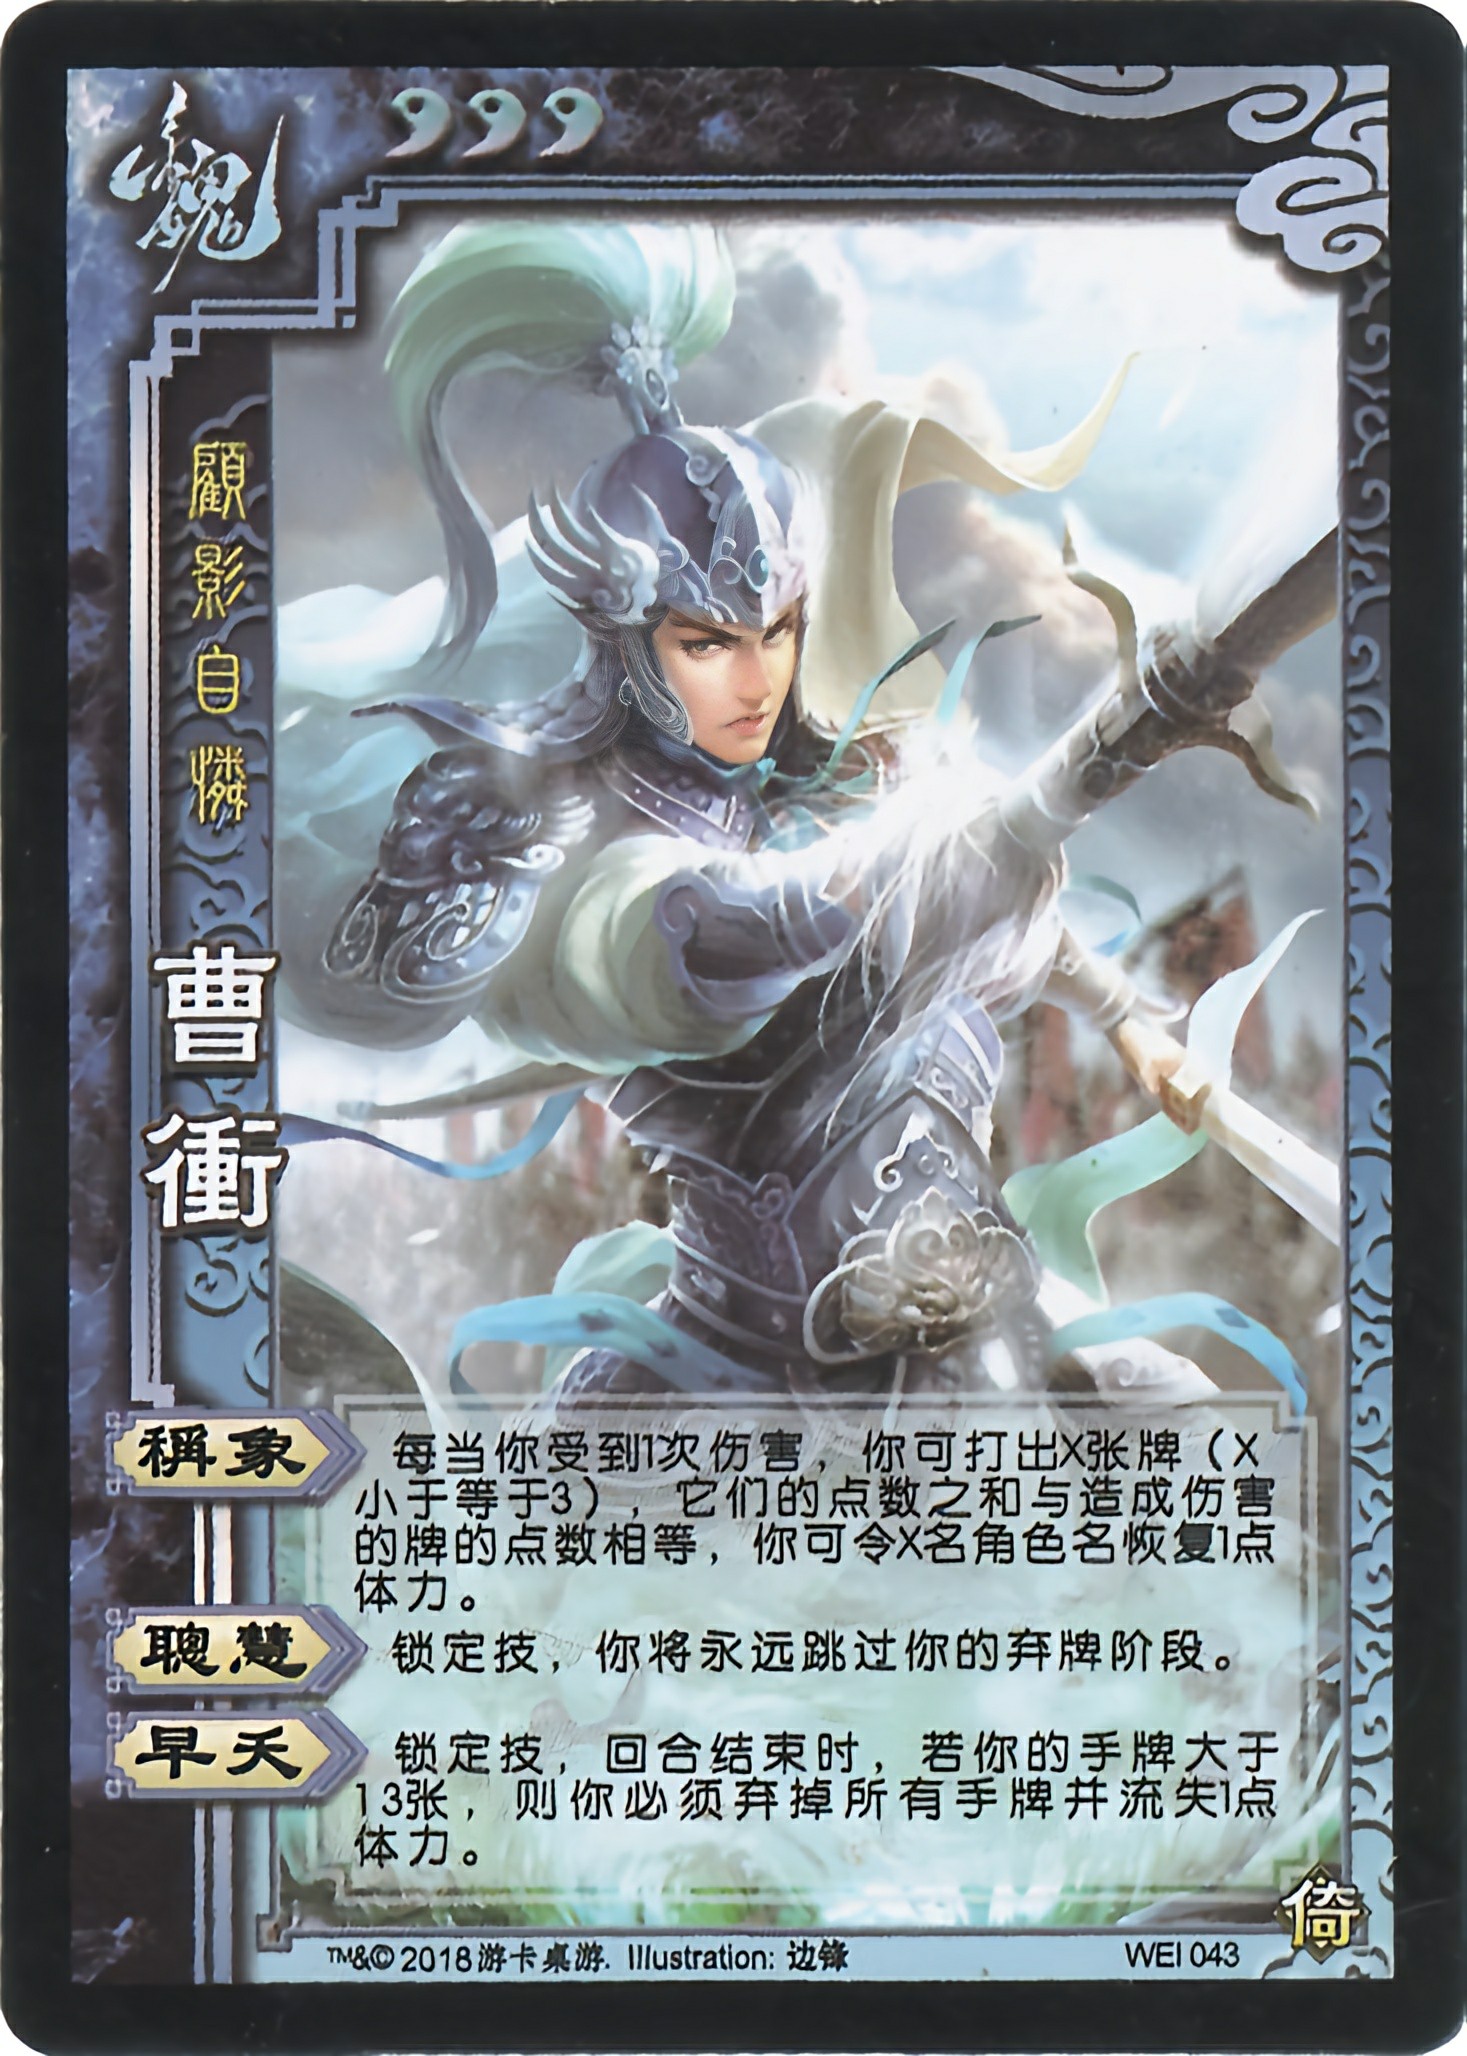 魏
顧影自憐
曹衝
稱象
每当你受到1次伤害，你可打出X张牌（X
小于等于3），它们的点数之和与造成伤害
的牌的点数相等，你可令X名角色名恢复1点
体力。
聰慧
锁定技，你将永远跳过你的弃牌阶段。
早夭
锁定技，回合结束时，若你的手牌大于
13张，则你必须弃掉所有手牌并流失1点
体力。
倚
™&© 2018游卡桌游. Illustration: 边锋
WEI 043